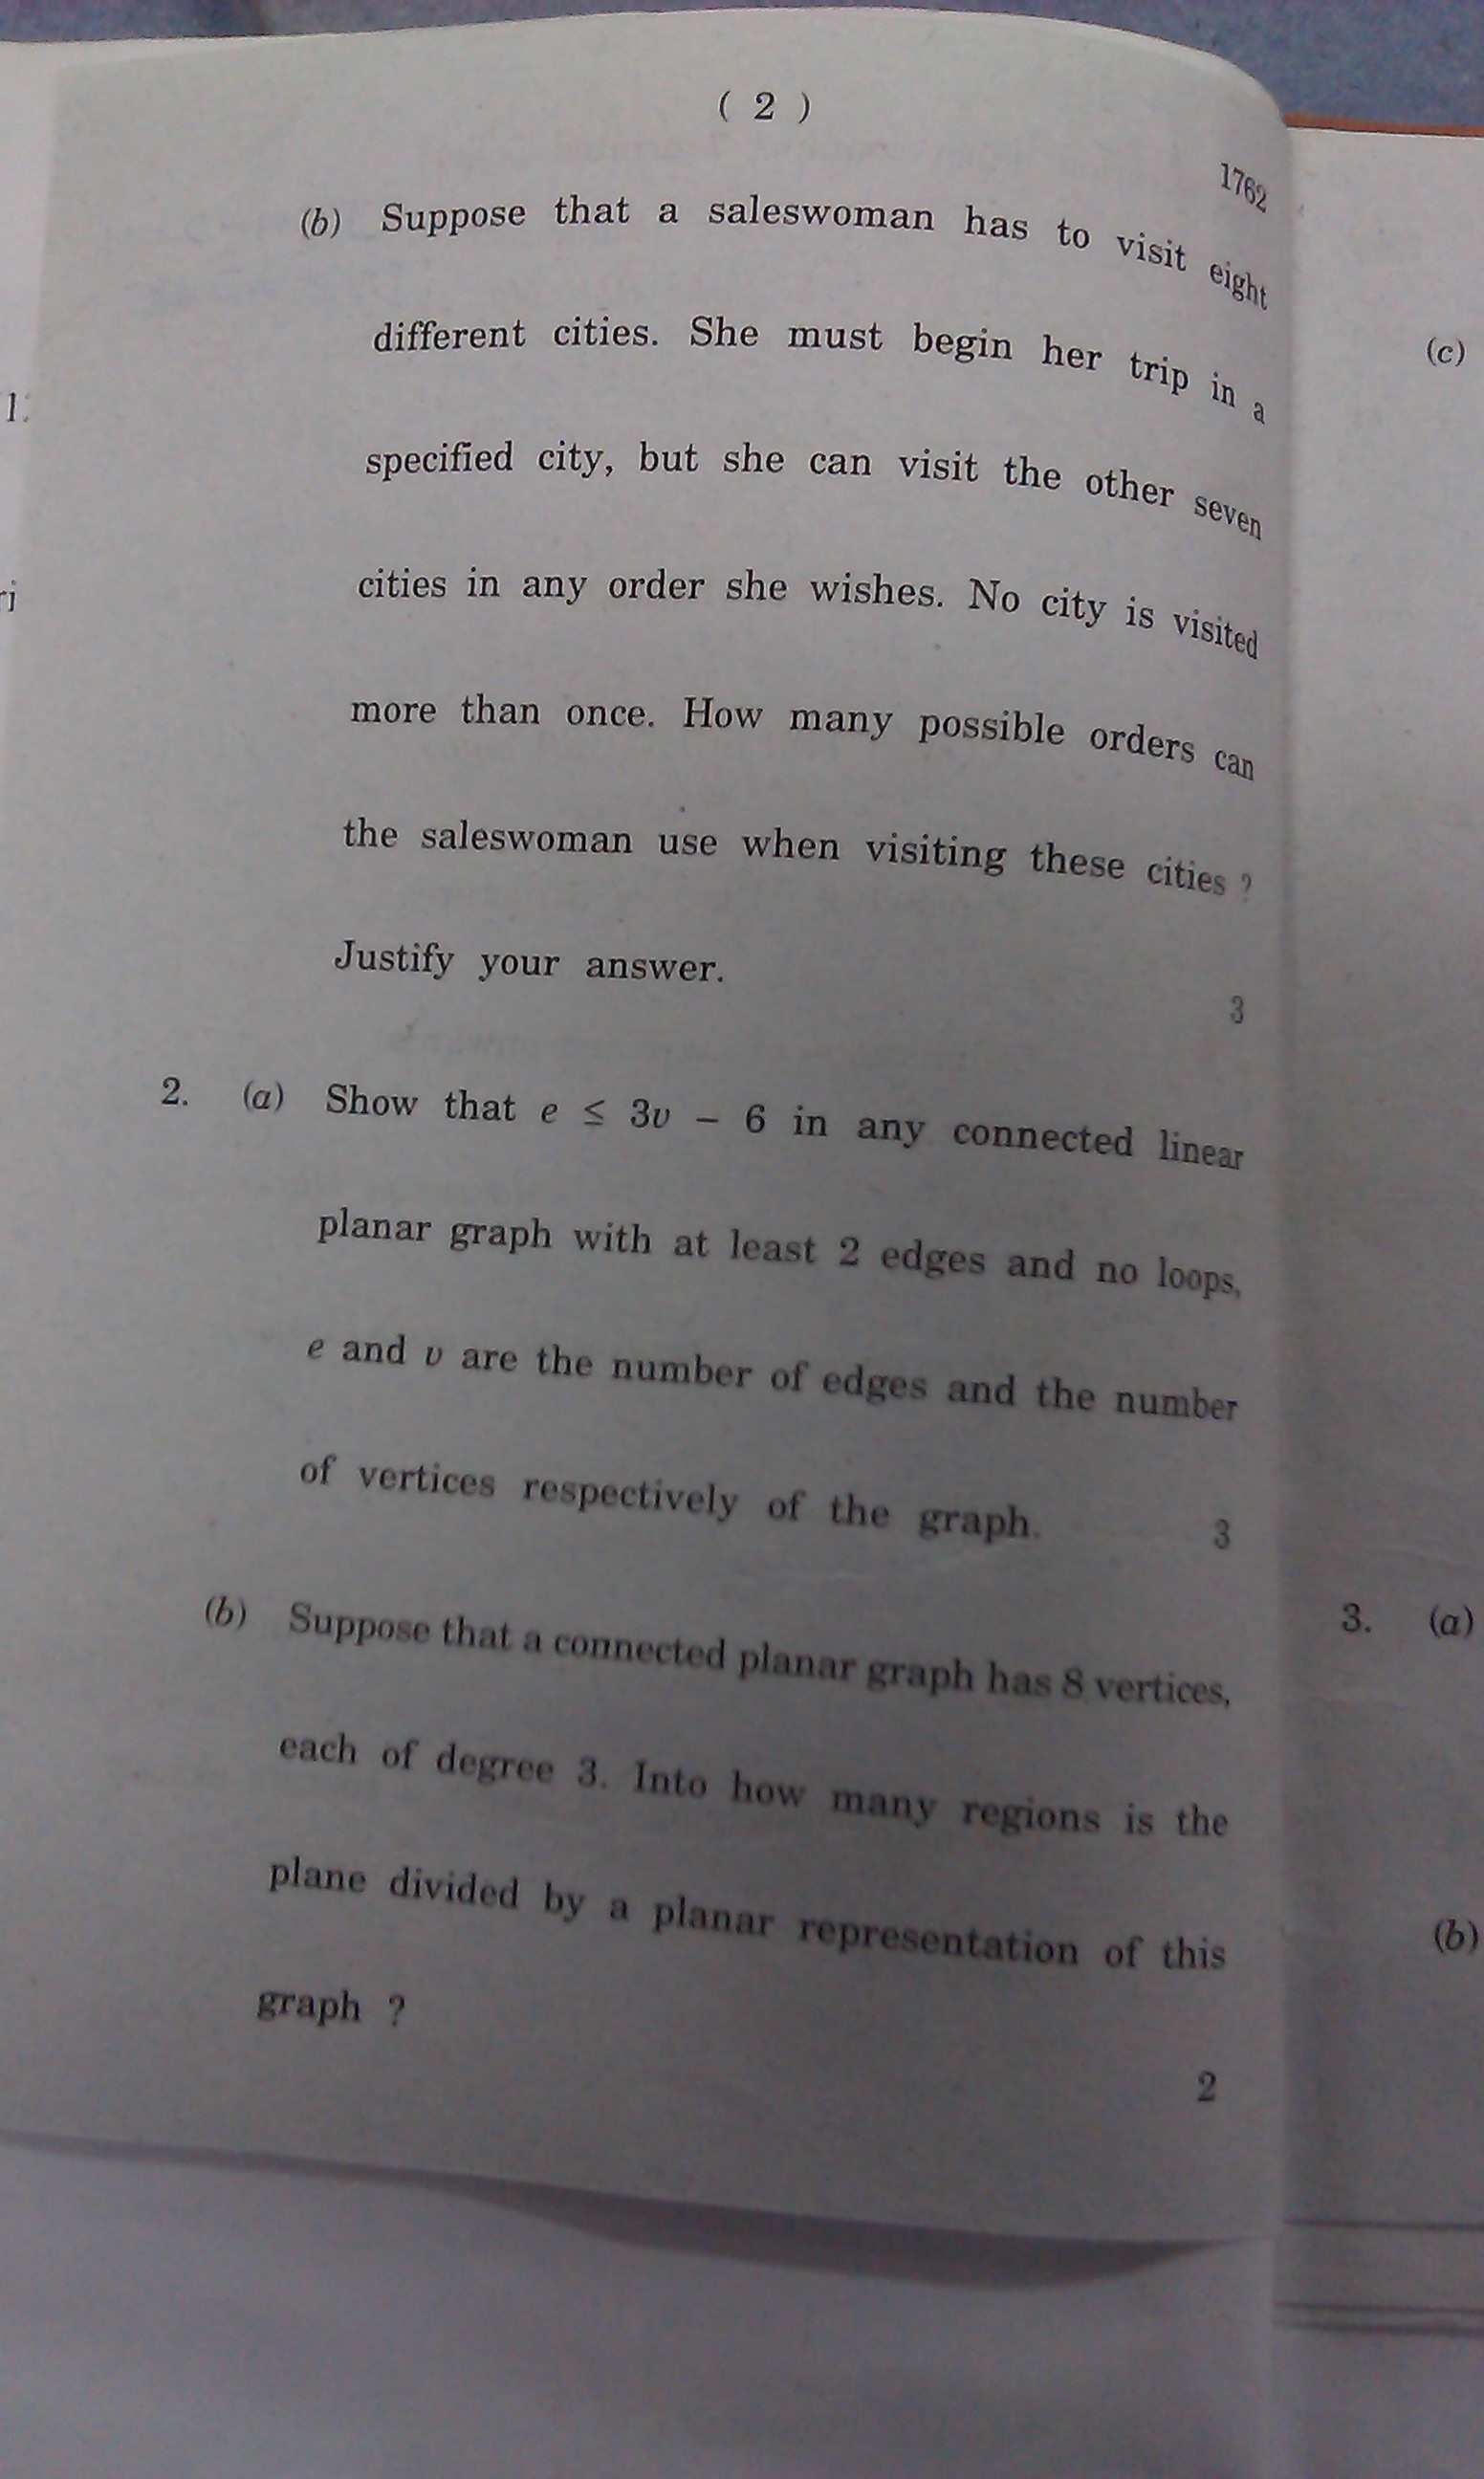 ( 2 )
1762
(b) Suppose that a saleswoman has to visit eight
different cities. She must begin her trip in a
specified city, but she can visit the other seven
cities in any order she wishes. No city is visited
more than once. How many possible orders can
the saleswoman use when visiting these cities ?
Justify your answer.
3
2. (a) Show that e ≤ 3v – 6 in any connected linear
planar graph with at least 2 edges and no loops,
e and v are the number of edges and the number
of vertices respectively of the graph.
3
(b) Suppose that a connected planar graph has 8 vertices,
each of degree 3. Into how many regions is the
plane divided by a planar representation of this
graph ?
2
(c)
3. (a)
(b)